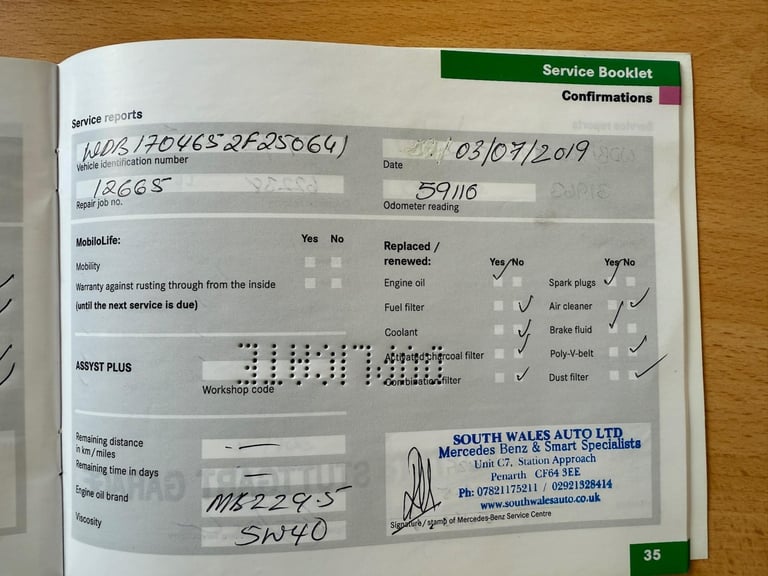 Service Booklet
Confirmations
Service reports
WDB1704652F250641
Vehicle identification number
03/07/2019
Date
12665
Repair job no.
59116
Odometer reading
MobiloLife:
Yes No
Mobility
Warranty against rusting through from the inside
(until the next service is due)
Replaced /
renewed:
Yes No
Yes No
Engine oil
Spark plugs
Fuel filter
Air cleaner
Coolant
Brake fluid
Activated charcoal filter
Poly-V-belt
Combination filter
Dust filter
ASSYST PLUS
Workshop code
Remaining distance
in km/miles
Remaining time in days
Engine oil brand
MB229.5
Viscosity
5W40
SOUTH WALES AUTO LTD
Mercedes Benz & Smart Specialists
Unit C7, Station Approach
Penarth CF64 3EE
Ph: 07821175211 / 02921328414
www.southwalesauto.co.uk
Signature/stamp of Mercedes-Benz Service Centre
35